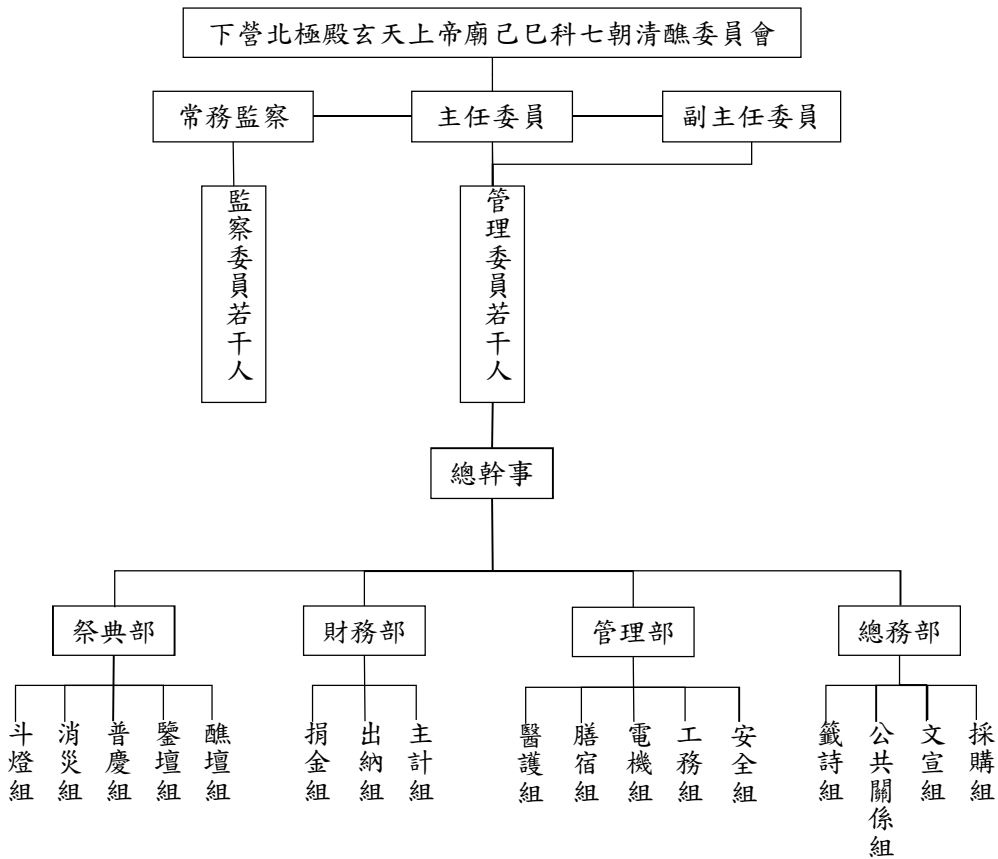 下營北極殿玄天上帝廟己巳科七朝清醮委員會
常務監察
主任委員
副主任委員
監察委員若干人
管理委員若干人
總幹事
祭典部
財務部
管理部
總務部
斗燈組
消災組
普慶組
鑒壇組
醮壇組
捐金組
出納組
主計組
醫護組
膳宿組
電機組
工務組
安全組
籤詩組
公共關係組
文宣組
採購組